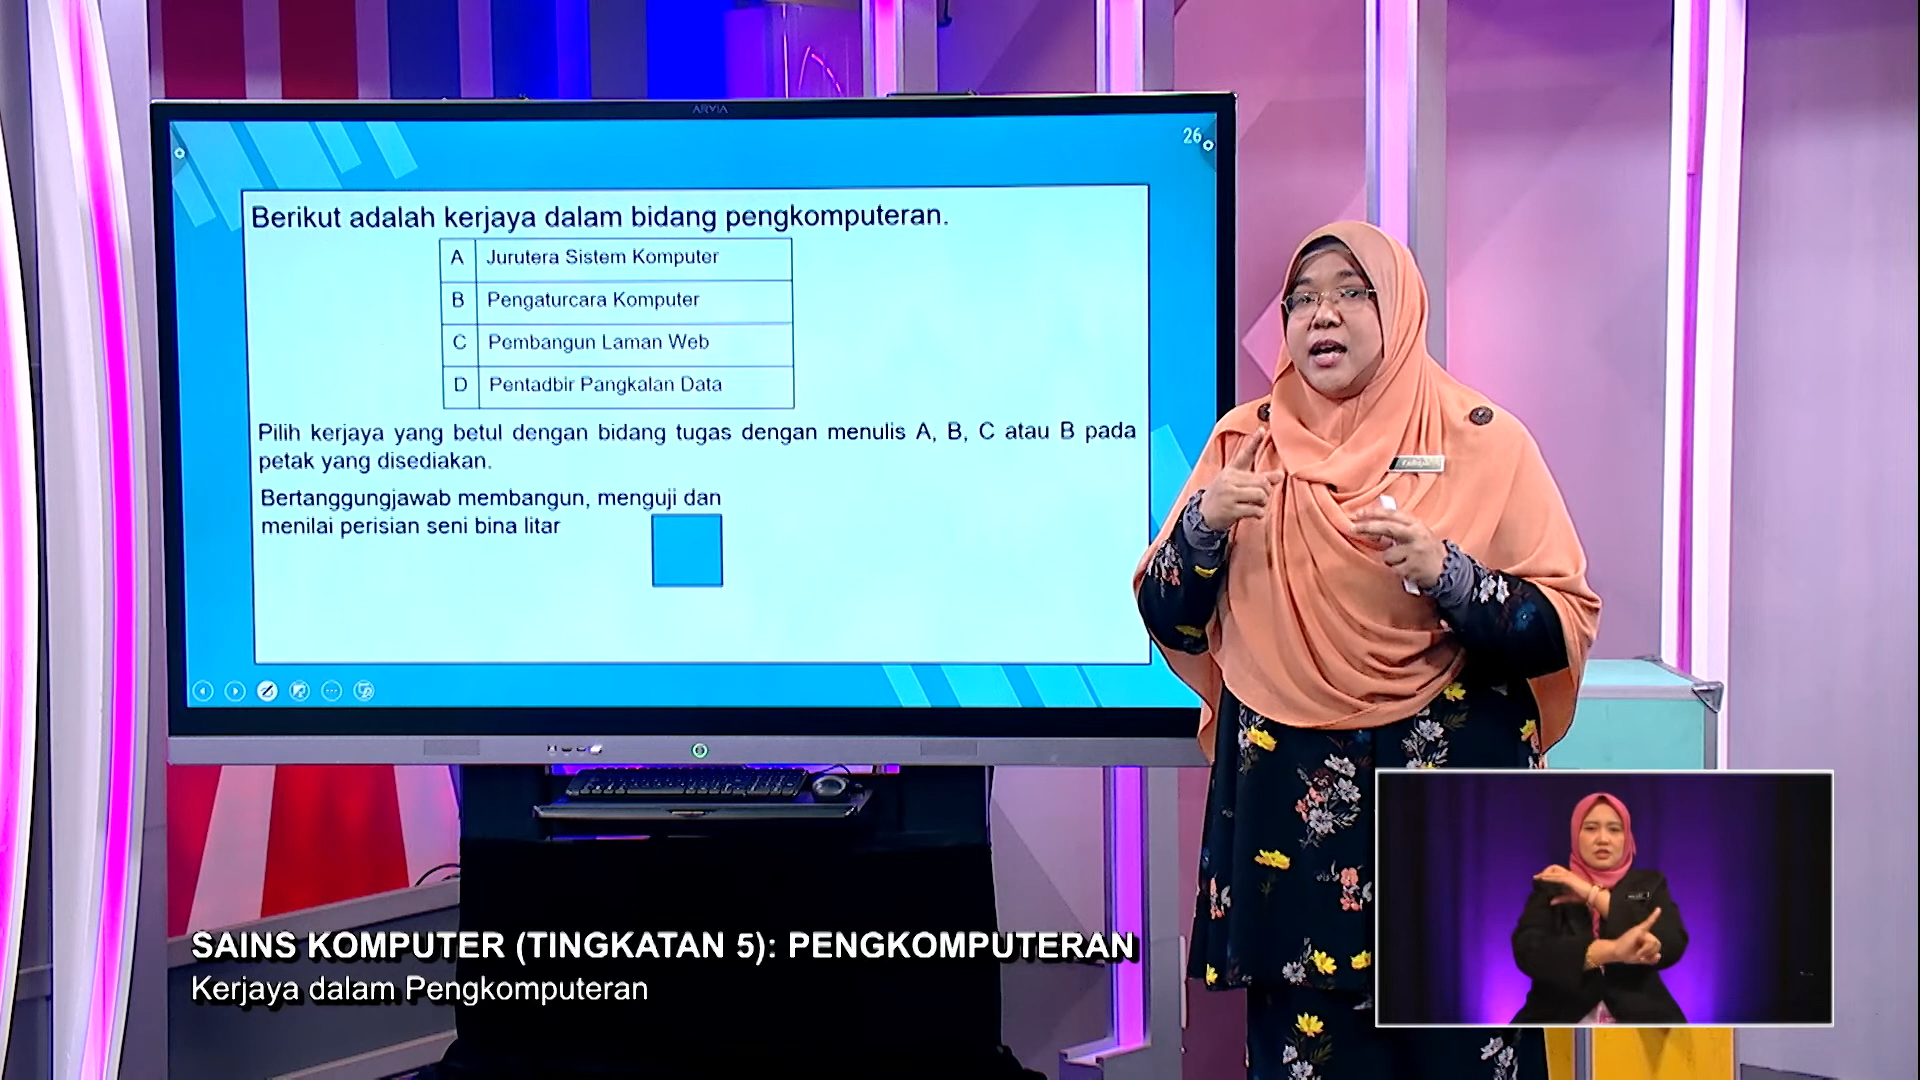 ARVIA
26
Berikut adalah kerjaya dalam bidang pengkomputeran.
A Jurutera Sistem Komputer
B Pengaturcara Komputer
C Pembangun Laman Web
D Pentadbir Pangkalan Data
Pilih kerjaya yang betul dengan bidang tugas dengan menulis A, B, C atau B pada
petak yang disediakan.
Bertanggungjawab membangun, menguji dan
menilai perisian seni bina litar
SAINS KOMPUTER (TINGKATAN 5): PENGKOMPUTERAN
Kerjaya dalam Pengkomputeran